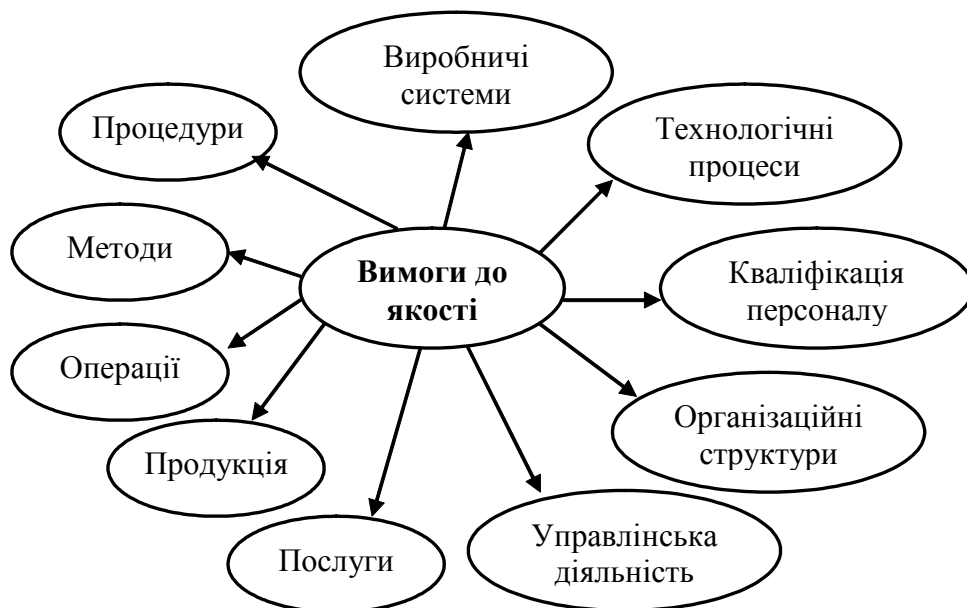 Виробничі
системи
Процедури
Технологічні
процеси
Методи
Вимоги до
якості
Кваліфікація
персоналу
Операції
Організаційні
структури
Продукція
Послуги
Управлінська
діяльність